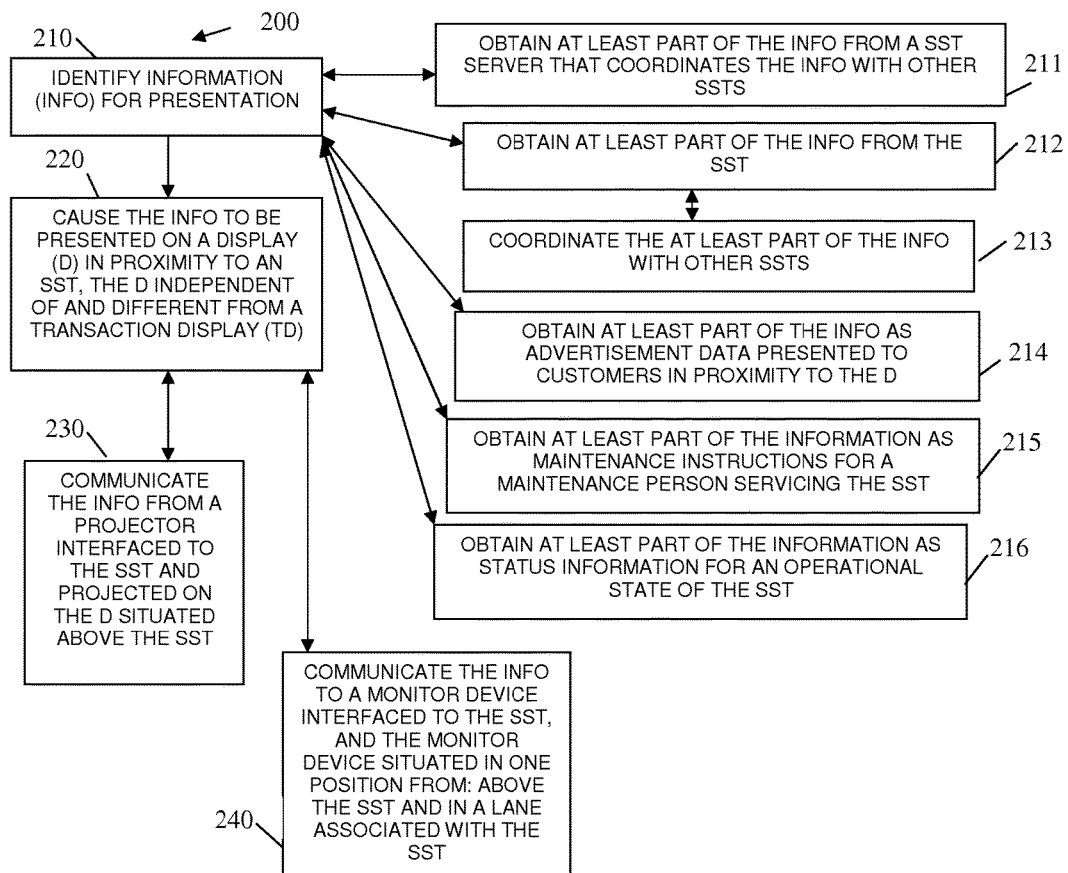 200
210
IDENTIFY INFORMATION
(INFO) FOR PRESENTATION
OBTAIN AT LEAST PART OF THE INFO FROM A SST
SERVER THAT COORDINATES THE INFO WITH OTHER
SSTS
211
OBTAIN AT LEAST PART OF THE INFO FROM THE
SST
212
COORDINATE THE AT LEAST PART OF THE INFO
WITH OTHER SSTS
213
220
CAUSE THE INFO TO BE
PRESENTED ON A DISPLAY
(D) IN PROXIMITY TO AN
SST, THE D INDEPENDENT
OF AND DIFFERENT FROM A
TRANSACTION DISPLAY (TD)
OBTAIN AT LEAST PART OF THE INFO AS
ADVERTISEMENT DATA PRESENTED TO
CUSTOMERS IN PROXIMITY TO THE D
214
OBTAIN AT LEAST PART OF THE INFORMATION AS
MAINTENANCE INSTRUCTIONS FOR A
MAINTENANCE PERSON SERVICING THE SST
215
OBTAIN AT LEAST PART OF THE INFORMATION AS
STATUS INFORMATION FOR AN OPERATIONAL
STATE OF THE SST
216
230
COMMUNICATE
THE INFO FROM A
PROJECTOR
INTERFACED TO
THE SST AND
PROJECTED ON
THE D SITUATED
ABOVE THE SST
COMMUNICATE THE INFO
TO A MONITOR DEVICE
INTERFACED TO THE SST,
AND THE MONITOR
DEVICE SITUATED IN ONE
POSITION FROM: ABOVE
THE SST AND IN A LANE
ASSOCIATED WITH THE
SST
240